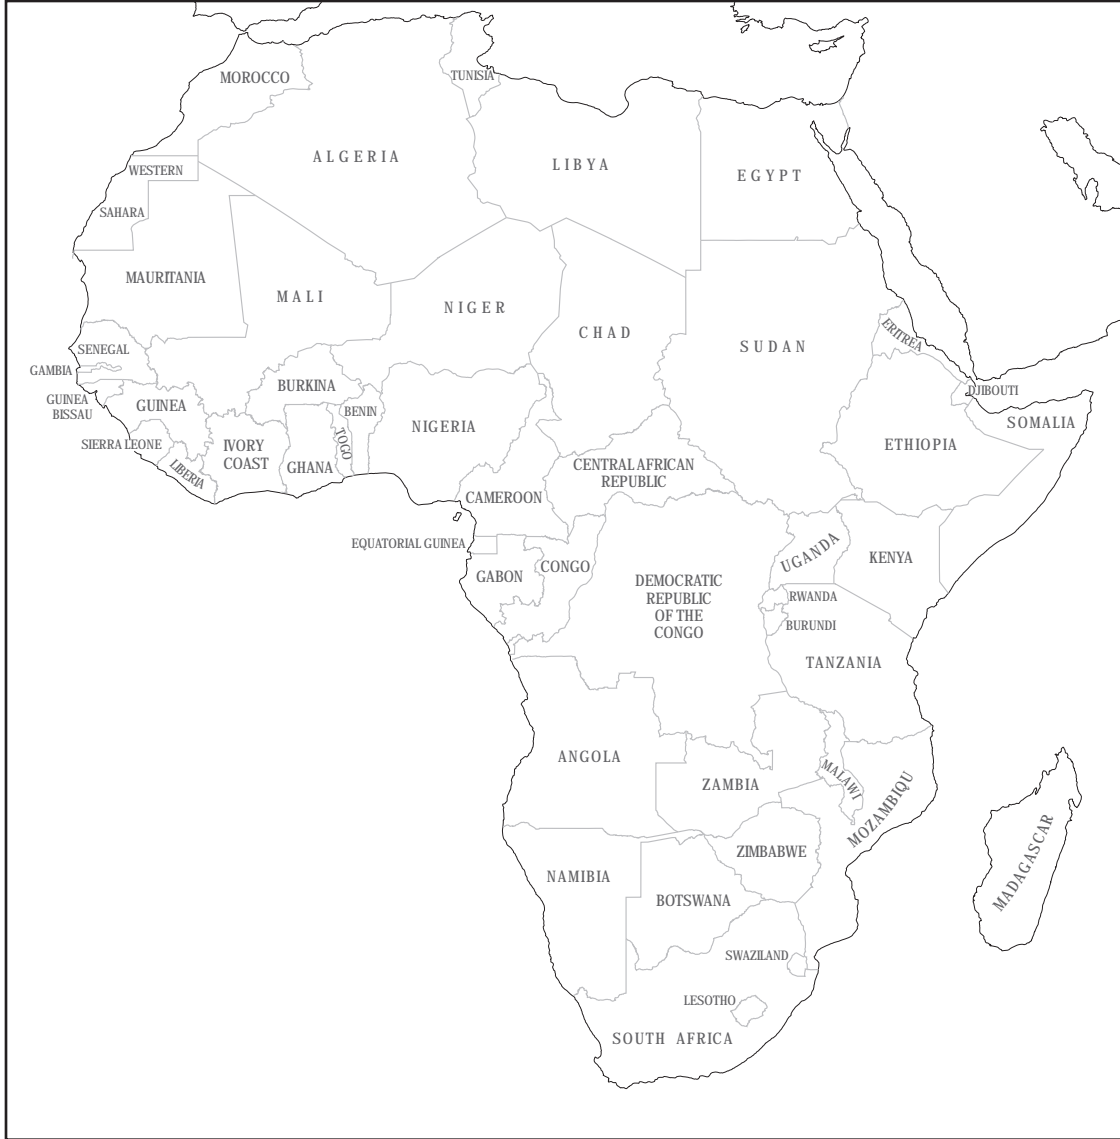 MOROCCO
TUNISIA
ALGERIA
LIBYA
EGYPT
WESTERN
SAHARA
MAURITANIA
MALI
NIGER
CHAD
SUDAN
ERITREA
SENEGAL
GAMBIA
GUINEA
BISSAU
GUINEA
BURKINA
BENIN
NIGERIA
DJIBOUTI
SOMALIA
ETHIOPIA
SIERRA LEONE
LIBERIA
IVORY
COAST
GHANA
TOGO
CENTRAL AFRICAN
REPUBLIC
CAMEROON
EQUATORIAL GUINEA
GABON
CONGO
UGANDA
KENYA
DEMOCRATIC
REPUBLIC
OF THE
CONGO
RWANDA
BURUNDI
TANZANIA
ANGOLA
ZAMBIA
MALAWI
MOZAMBIQU
MADAGASCAR
ZIMBABWE
NAMIBIA
BOTSWANA
SWAZILAND
LESOTHO
SOUTH AFRICA